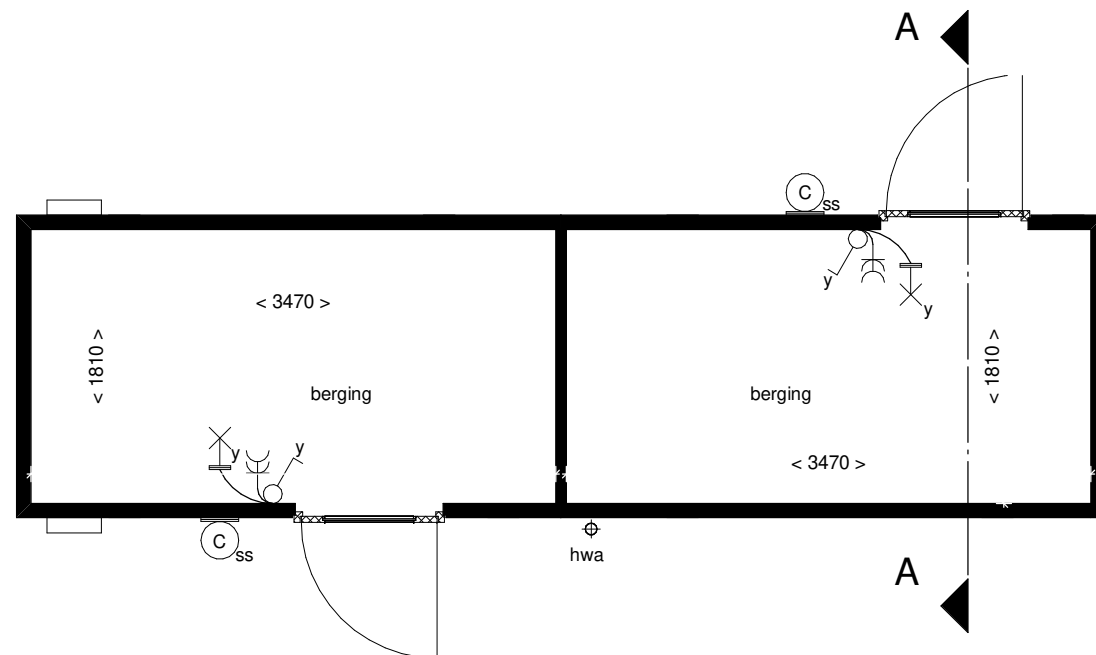 A
C
ss
< 3470 >
y
y
< 1810 >
< 1810 >
berging
berging
y
y
< 3470 >
C
ss
hwa
A